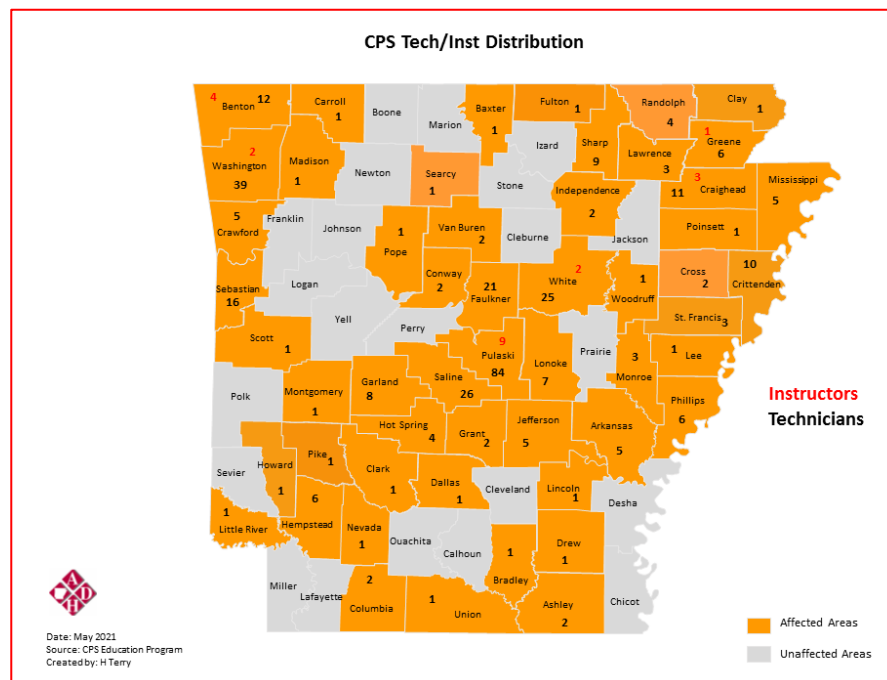 CPS Tech/Inst Distribution
4
Benton
12
Carroll
1
Boone
Marion
Baxter
1
Fulton
1
Randolph
4
Clay
1
2
Washington
39
Madison
1
Newton
Searcy
1
Stone
Izard
Sharp
9
Lawrence
3
1
Greene
6
3
11
Craighead
Mississippi
5
Independence
2
5
Crawford
Franklin
Johnson
1
Pope
Van Buren
2
Cleburne
Jackson
Poinsett
1
Sebastian
16
Logan
Conway
2
21
Faulkner
2
White
25
1
Woodruff
Cross
2
10
Crittenden
Yell
Perry
St. Francis
3
Scott
1
9
Pulaski
84
Lonoke
7
Prairie
3
Monroe
1
Lee
Polk
Montgomery
1
Garland
8
Saline
26
Phillips
6
Instructors
Technicians
Hot Spring
4
Grant
2
Jefferson
5
Arkansas
5
Sevier
Howard
1
Pike
1
Clark
1
Dallas
1
Cleveland
Lincoln
1
Desha
1
Little River
6
Hempstead
Nevada
1
Ouachita
Calhoun
1
Bradley
Drew
1
Miller
Lafayette
2
Columbia
1
Union
Ashley
2
Chicot
A D H
Date: May 2021
Source: CPS Education Program
Created by: H Terry
Affected Areas
Unaffected Areas